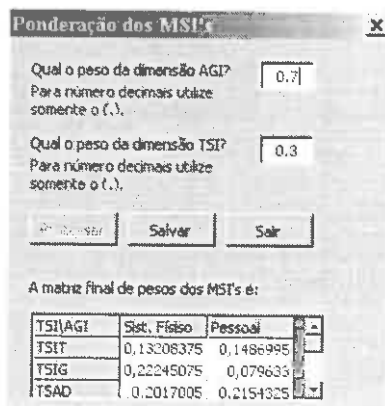 Ponderação dos MSI's
Qual o peso da dimensão AGI?
Para número decimais utilize
somente o (.).
0.7
Qual o peso da dimensão TSI?
Para número decimais utilize
somente o (.).
0.3
Salvar
Sair
A matriz final de pesos dos MSI's é:
TSI\AGI Sist. Físiso Pessoal
TSIT 0,13208375 0,1486995
TSIG 0,22245075 0,079633
TSAD 0,2017005 0,2154325